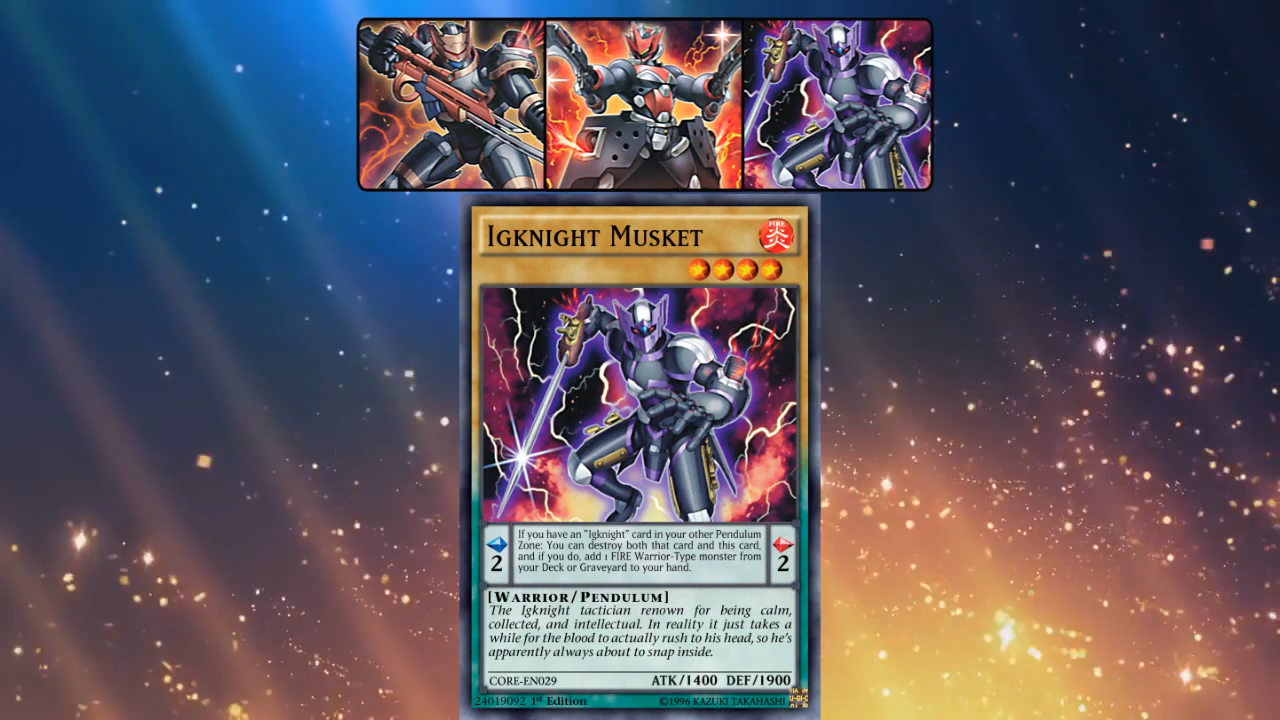 IGKNIGHT MUSKET
FIRE
炎
If you have an "Igknight" card in your other Pendulum
Zone: You can destroy both that card and this card,
and if you do, add 1 FIRE Warrior-Type monster from
your Deck or Graveyard to your hand.
2
2
[WARRIOR/PENDULUM]
The Igknight tactician renown for being calm,
collected, and intellectual. In reality it just takes a
while for the blood to actually rush to his head, so he's
apparently always about to snap inside.
CORE-EN029 ATK/1400 DEF/1900
24019092 1st Edition ©1996 KAZUKI TAKAHASHI